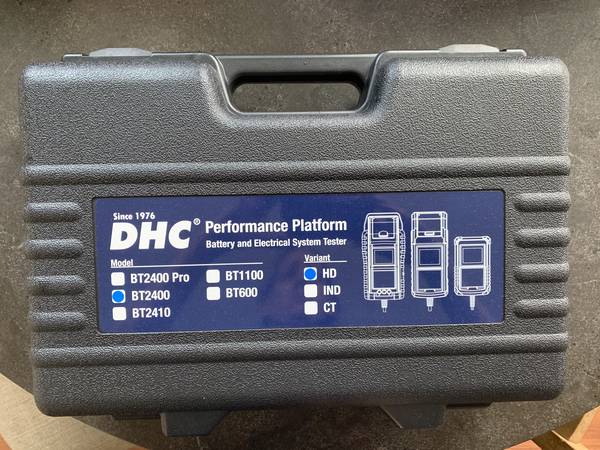 Since 1976
DHC® Performance Platform
Battery and Electrical System Tester
Model
BT2400 Pro
BT2400
BT2410
BT1100
BT600
Variant
HD
IND
CT